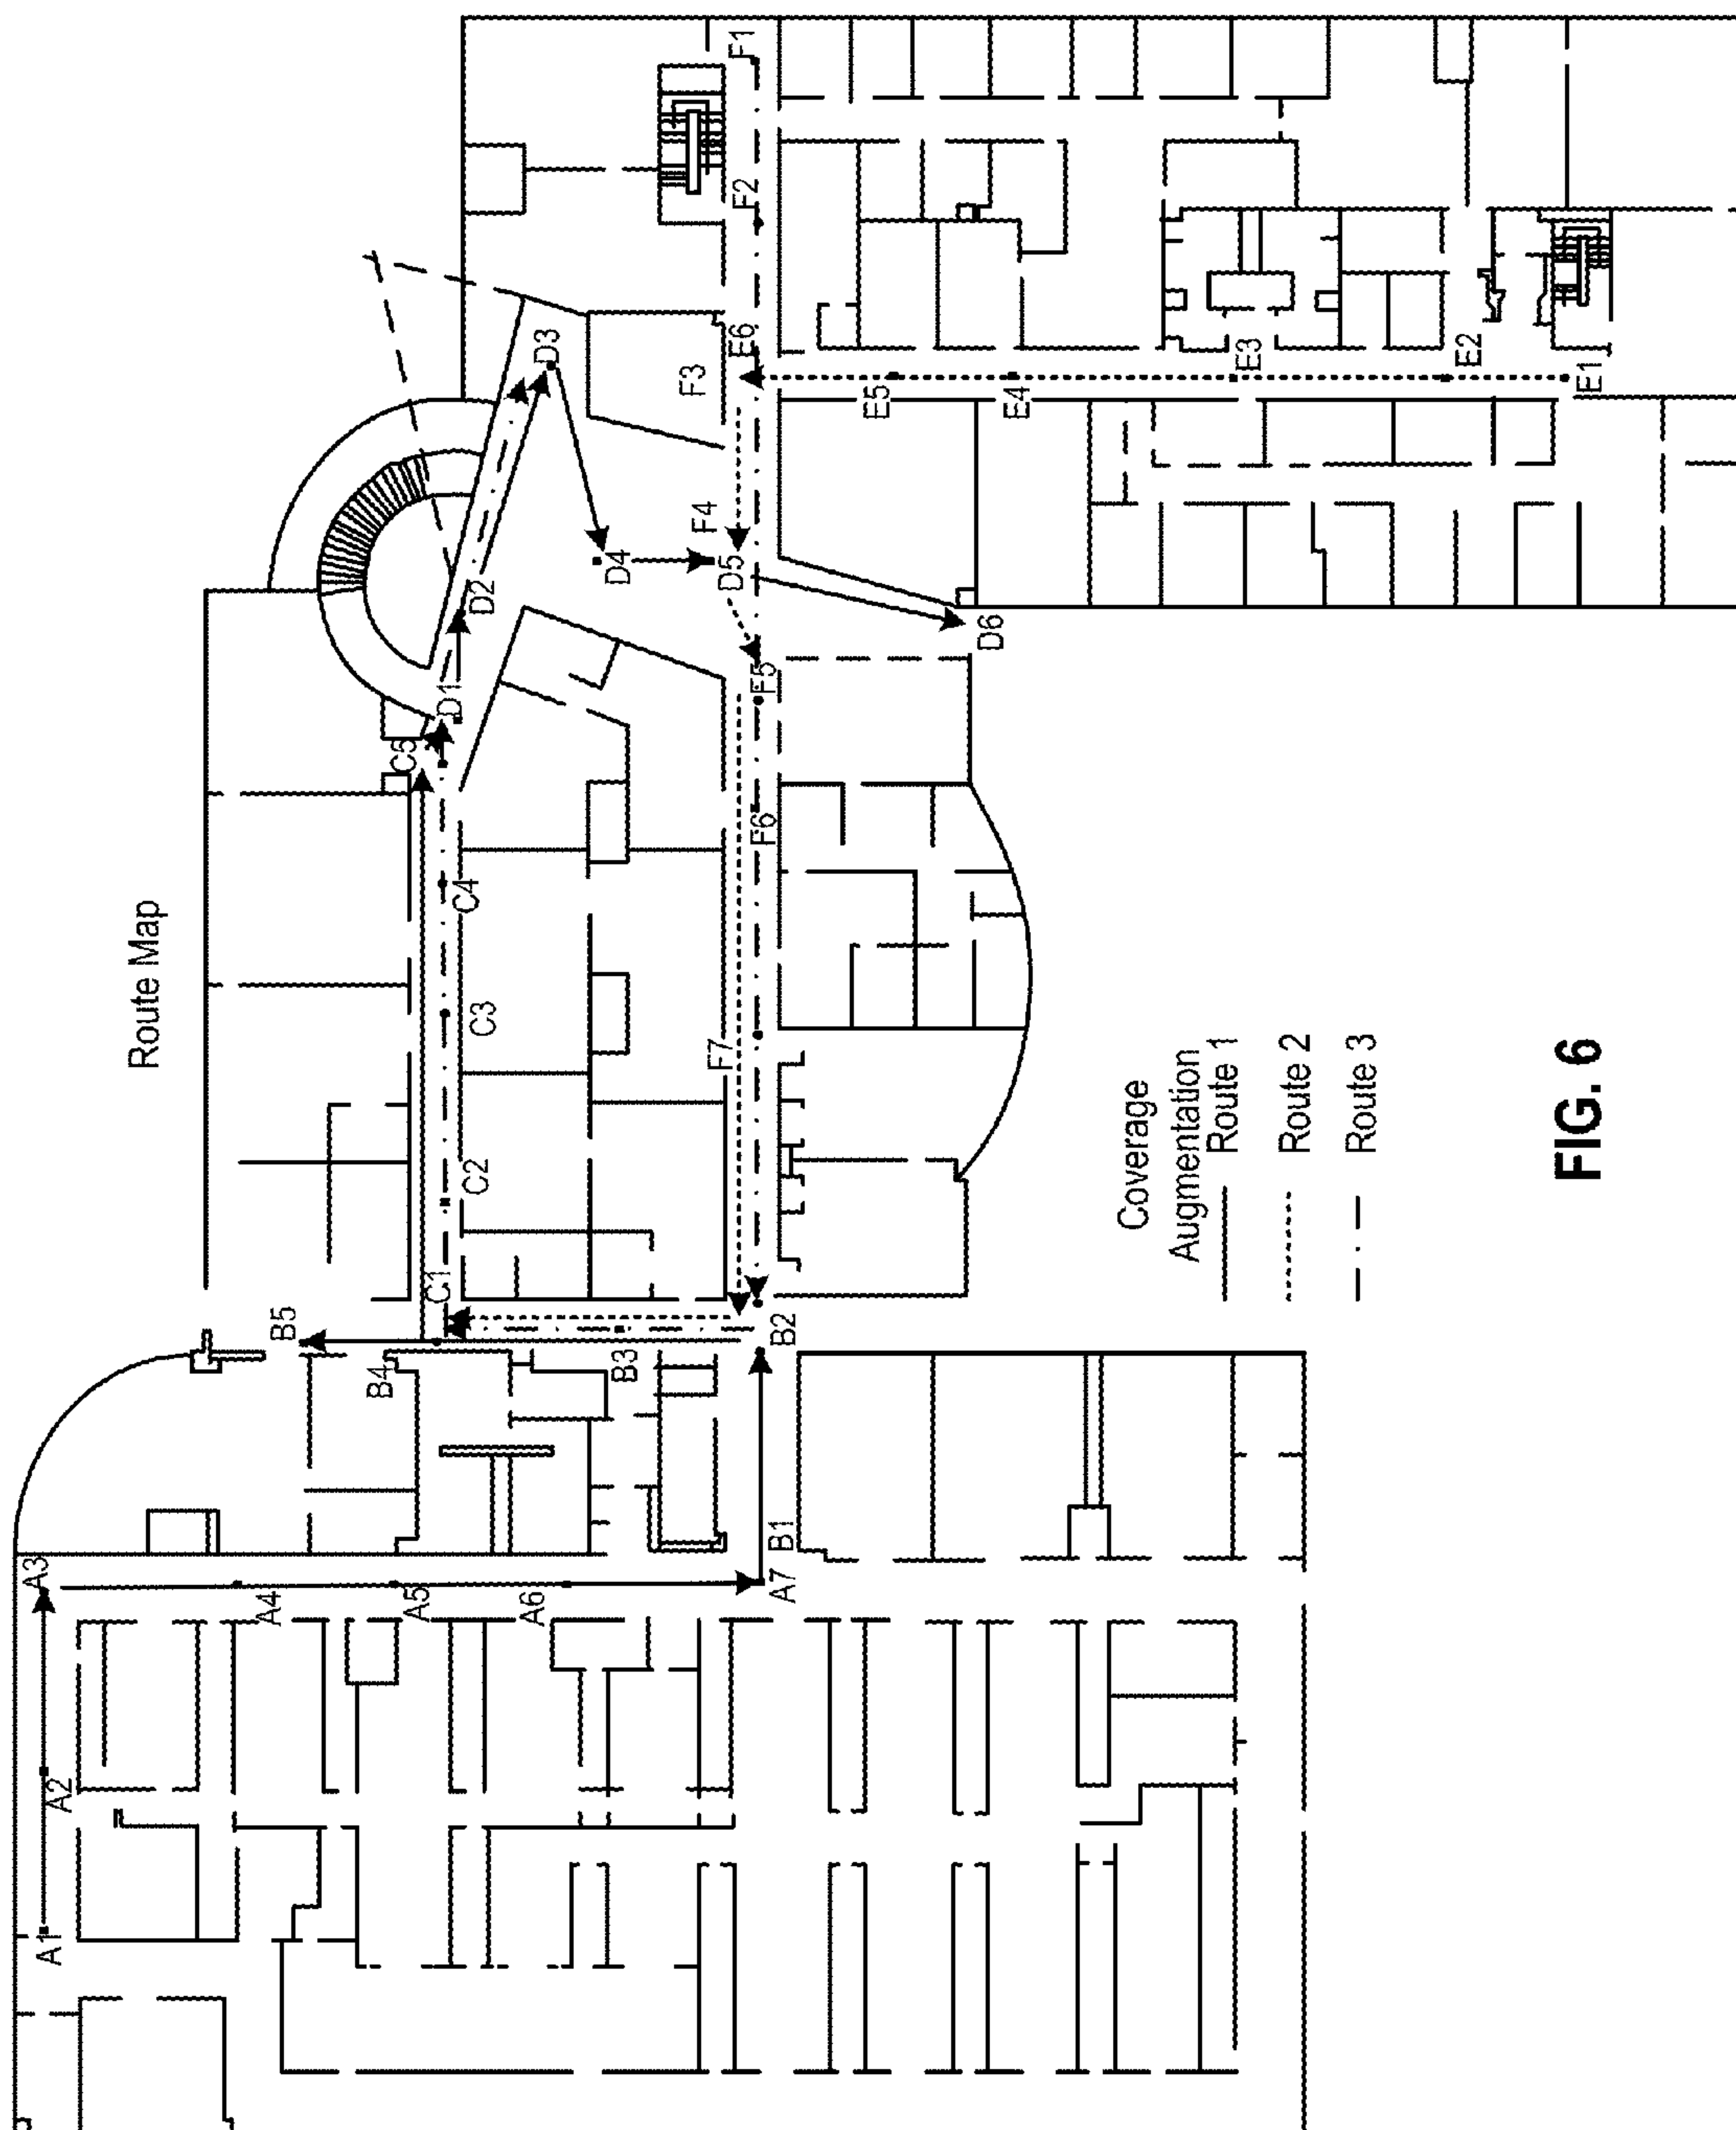 Route Map
A1
A2
A3
A4
A5
A6
A7
B1
B2
B3
B4
B5
C1
C2
C3
C4
C5
D1
D2
D3
D4
D5
D6
E1
E2
E3
E4
E5
E6
F1
F2
F3
F4
F5
F6
F7
Coverage
Augmentation
Route 1
Route 2
Route 3
FIG. 6